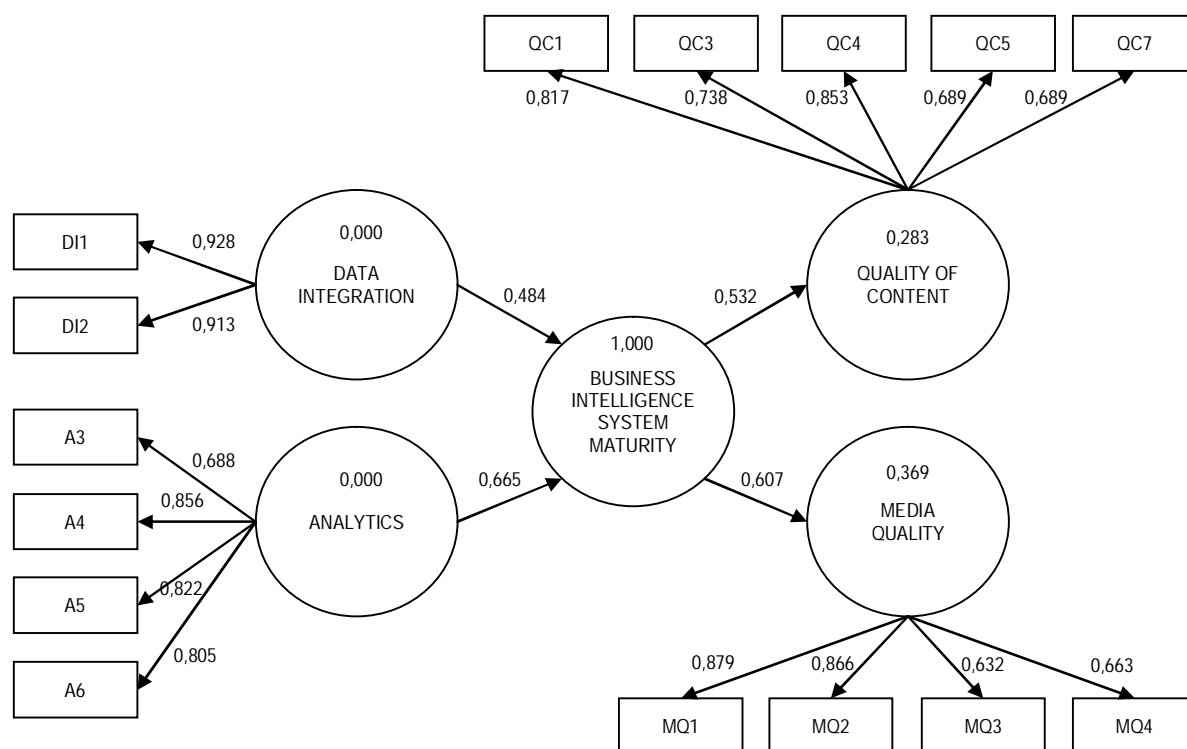 QC1
QC3
QC4
QC5
QC7
0,817
0,738
0,853
0,689
0,689
DI1
DI2
0,928
0,913
0,000
DATA
INTEGRATION
0,484
A3
A4
A5
A6
0,688
0,856
0,822
0,805
0,000
ANALYTICS
0,665
1,000
BUSINESS
INTELLIGENCE
SYSTEM
MATURITY
0,532
0,283
QUALITY OF
CONTENT
0,607
0,369
MEDIA
QUALITY
0,879
0,866
0,632
0,663
MQ1
MQ2
MQ3
MQ4